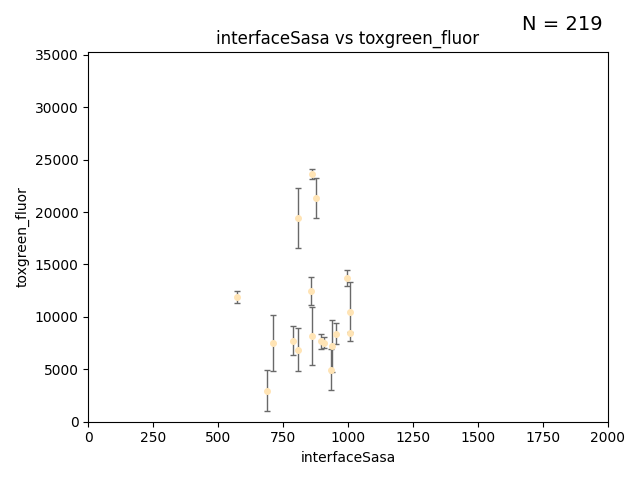 N = 219
interfaceSasa vs toxgreen_fluor
35000
30000
25000
20000
15000
10000
5000
0
toxgreen_fluor
0 250 500 750 1000 1250 1500 1750 2000
interfaceSasa